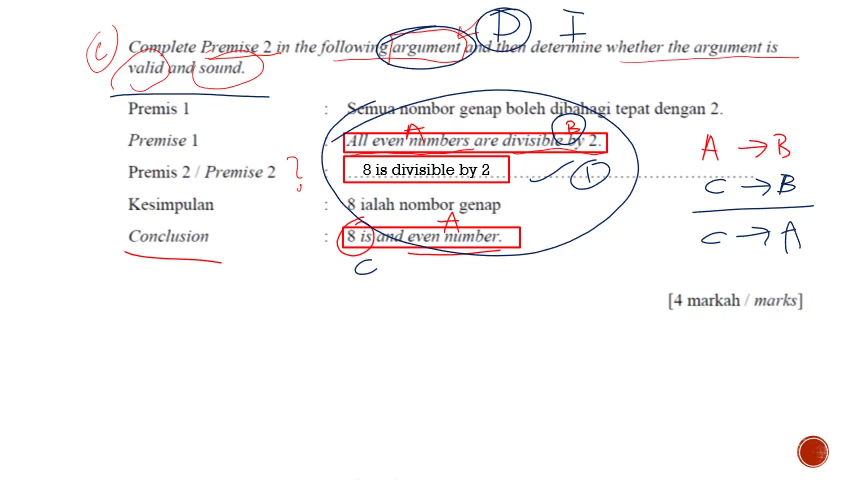 D I
(c) Complete Premise 2 in the following argument and then determine whether the argument is
valid and sound.
Premis 1 : Semua nombor genap boleh dibahagi tepat dengan 2.
A B
Premise 1 : All even numbers are divisible by 2.
A → B
Premis 2 / Premise 2 ? : 8 is divisible by 2 ✓ 1
C → B
Kesimpulan : 8 ialah nombor genap
A
Conclusion : 8 is and even number.
C → A
C
[4 markah / marks]